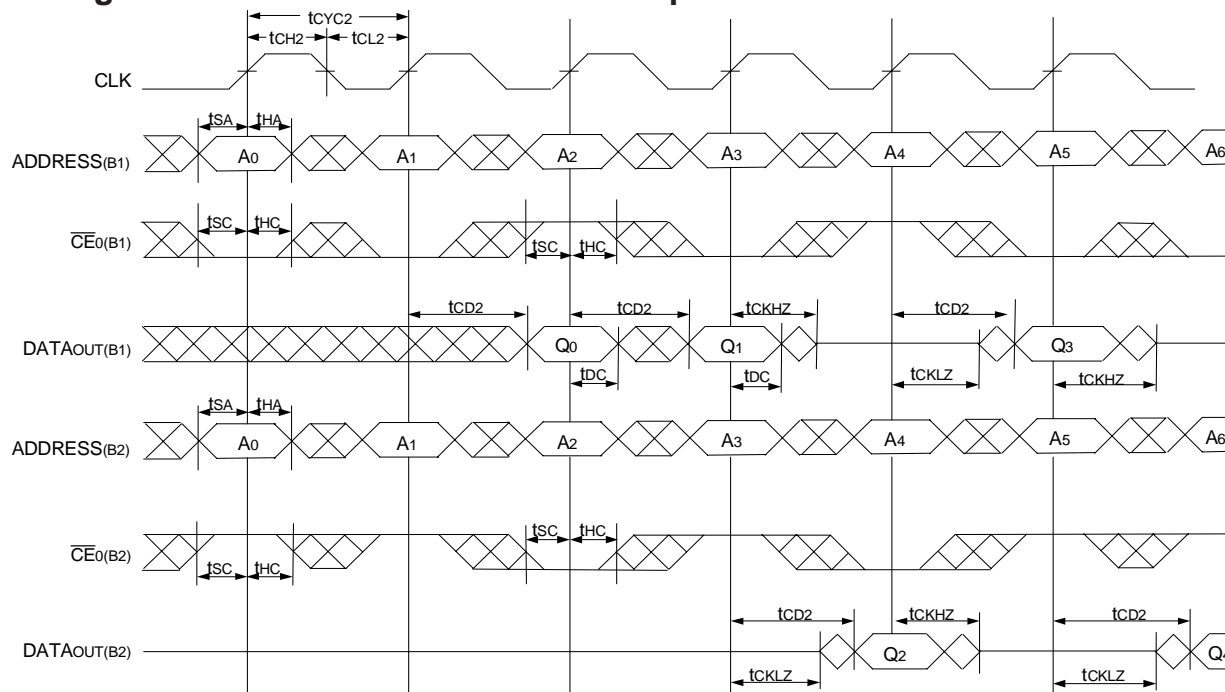 tCYC2
tCH2 tCL2
CLK
tSA tHA
ADDRESS(B1) A0 A1 A2 A3 A4 A5 A6
tSC tHC
CE0(B1)
tSC tHC
tCD2 tCD2 tCKHZ tCD2
DATAOUT(B1) Q0 Q1 Q3
tDC tDC tCKLZ tCKHZ
tSA tHA
ADDRESS(B2) A0 A1 A2 A3 A4 A5 A6
tSC tHC
CE0(B2)
tSC tHC
tCD2 tCKHZ tCD2
DATAOUT(B2) Q2 Q4
tCKLZ tCKLZ